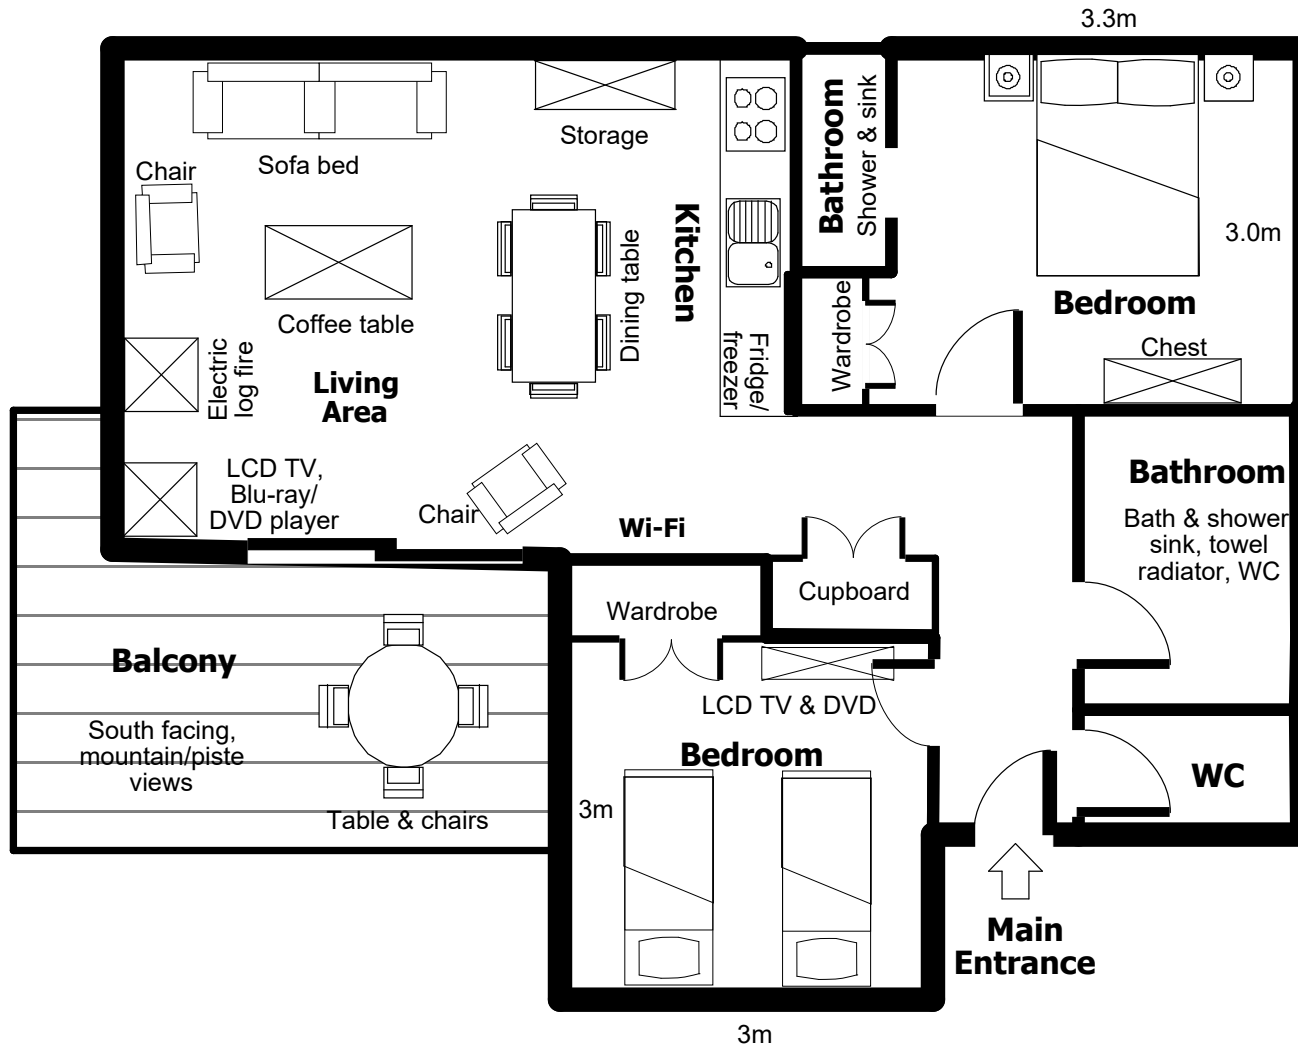 3.3m
Bathroom
Shower & sink
Storage
Sofa bed
Chair
Kitchen
Dining table
3.0m
Bedroom
Wardrobe
Coffee table
Fridge/
freezer
Chest
Electric
log fire
Living
Area
LCD TV,
Blu-ray/
DVD player
Chair
Wi-Fi
Bathroom
Bath & shower
sink, towel
radiator, WC
Cupboard
Wardrobe
Balcony
South facing,
mountain/piste
views
Table & chairs
LCD TV & DVD
Bedroom
3m
WC
Main
Entrance
3m